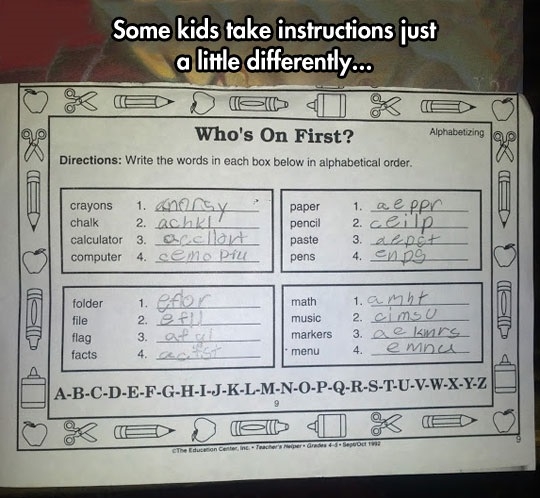 Some kids take instructions just
a little differently...
Who's On First?
Alphabetizing
Directions: Write the words in each box below in alphabetical order.
crayons 1.
chalk 2. achkl
calculator 3.
computer 4.
paper 1. aeppr
pencil 2. ceilp
paste 3. aepst
pens 4. enps
folder 1.
file 2.
flag 3.
facts 4.
math 1. amht
music 2. cimsu
markers 3.
menu 4. emnu
A-B-C-D-E-F-G-H-I-J-K-L-M-N-O-P-Q-R-S-T-U-V-W-X-Y-Z
9
©The Education Center, Inc. • Teacher's Helper • Grades 4-5 • Sept/Oct 1992
9